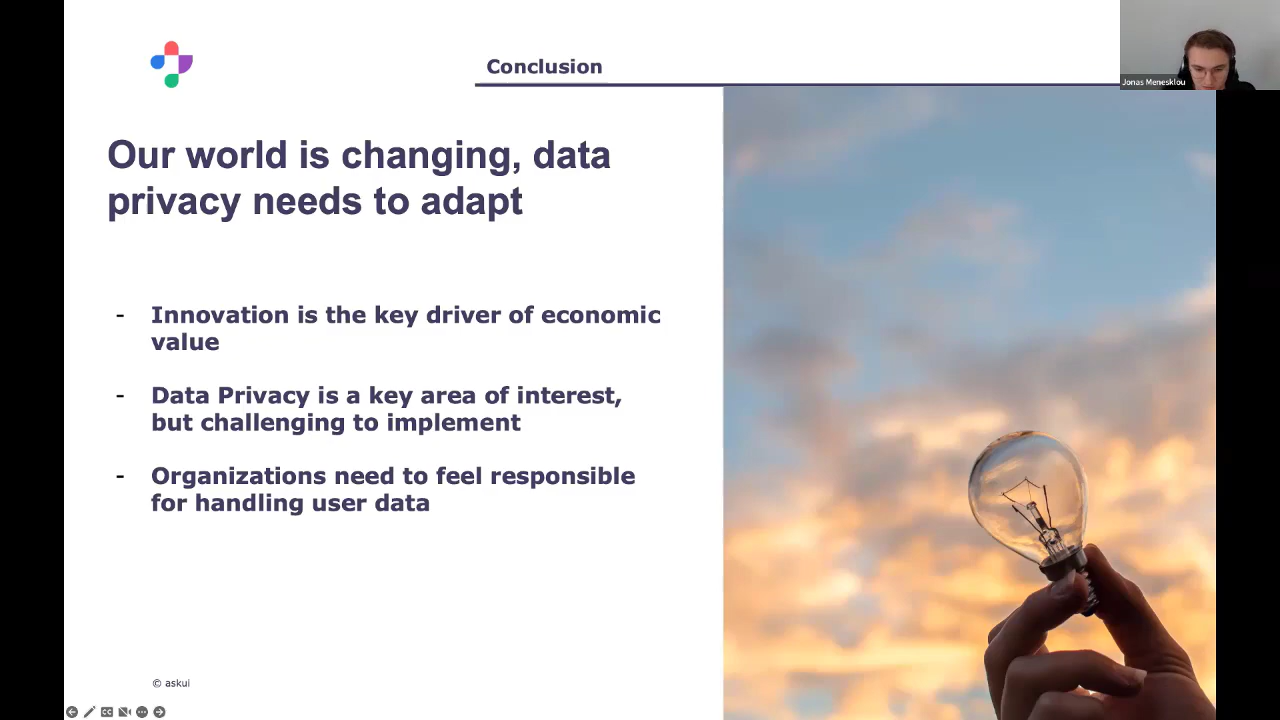 Conclusion
Jonas Menesklou
Our world is changing, data
privacy needs to adapt
- Innovation is the key driver of economic
value
- Data Privacy is a key area of interest,
but challenging to implement
- Organizations need to feel responsible
for handling user data
© askui
CC